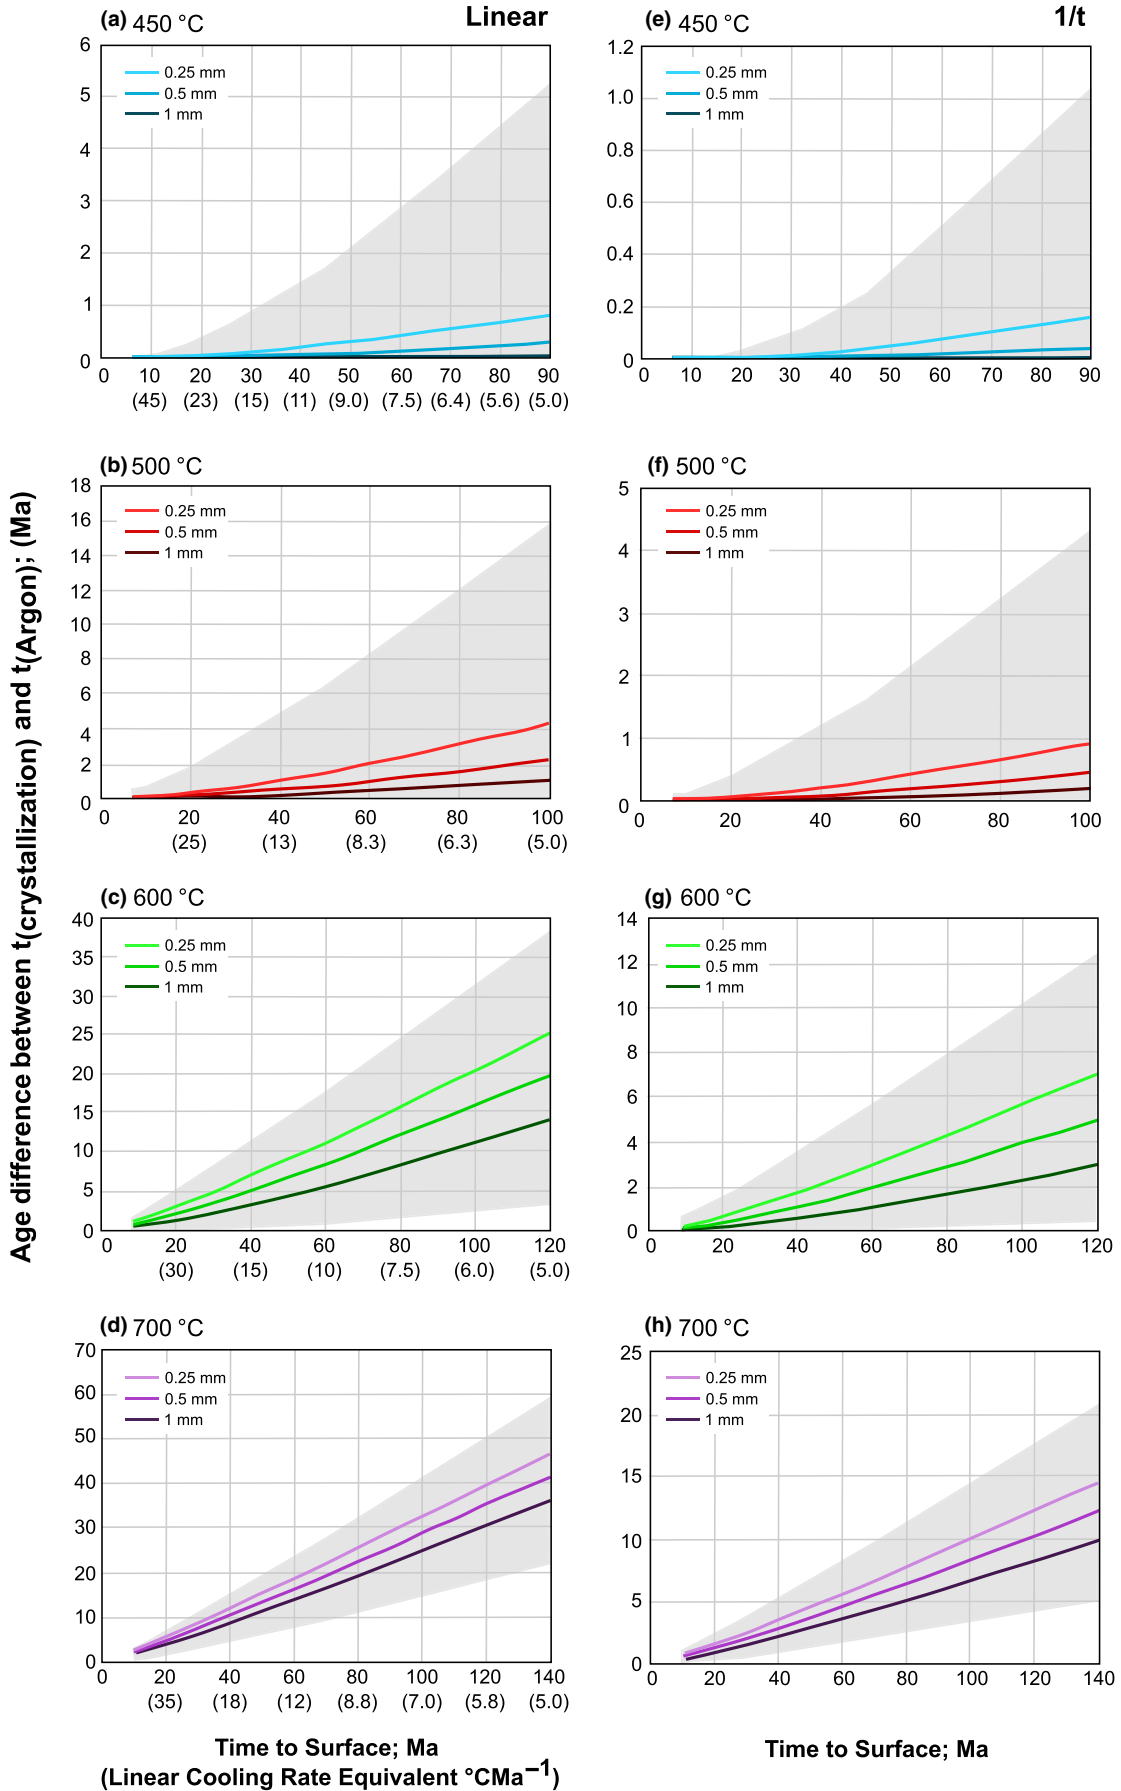 (a) 450 °C Linear
6
5
4
3
2
1
0
0.25 mm
0.5 mm
1 mm
0 10 20 30 40 50 60 70 80 90
(45) (23) (15) (11) (9.0) (7.5) (6.4) (5.6) (5.0)
(e) 450 °C 1/t
1.2
1.0
0.8
0.6
0.4
0.2
0
0.25 mm
0.5 mm
1 mm
0 10 20 30 40 50 60 70 80 90
(b) 500 °C
18
16
14
12
10
8
6
4
2
0
0.25 mm
0.5 mm
1 mm
0 20 40 60 80 100
(25) (13) (8.3) (6.3) (5.0)
(f) 500 °C
5
4
3
2
1
0
0.25 mm
0.5 mm
1 mm
0 20 40 60 80 100
(c) 600 °C
40
35
30
25
20
15
10
5
0
0.25 mm
0.5 mm
1 mm
0 20 40 60 80 100 120
(30) (15) (10) (7.5) (6.0) (5.0)
(g) 600 °C
14
12
10
8
6
4
2
0
0.25 mm
0.5 mm
1 mm
0 20 40 60 80 100 120
(d) 700 °C
70
60
50
40
30
20
10
0
0.25 mm
0.5 mm
1 mm
0 20 40 60 80 100 120 140
(35) (18) (12) (8.8) (7.0) (5.8) (5.0)
(h) 700 °C
25
20
15
10
5
0
0.25 mm
0.5 mm
1 mm
0 20 40 60 80 100 120 140
Age difference between t(crystallization) and t(Argon); (Ma)
Time to Surface; Ma
(Linear Cooling Rate Equivalent °CMa−1)
Time to Surface; Ma